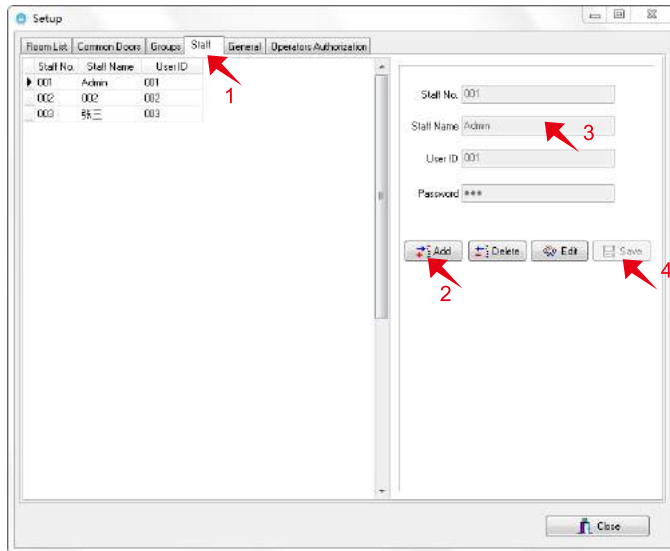 Setup
Room List Common Doors Groups Staff General Operators Authorization
1
Staff No. Staff Name User ID
001 Admin 001
002 002 002
003 张三 003
Staff No. 001
Staff Name Admin
3
User ID 001
Password ***
Add Delete Edit Save
2
4
Close